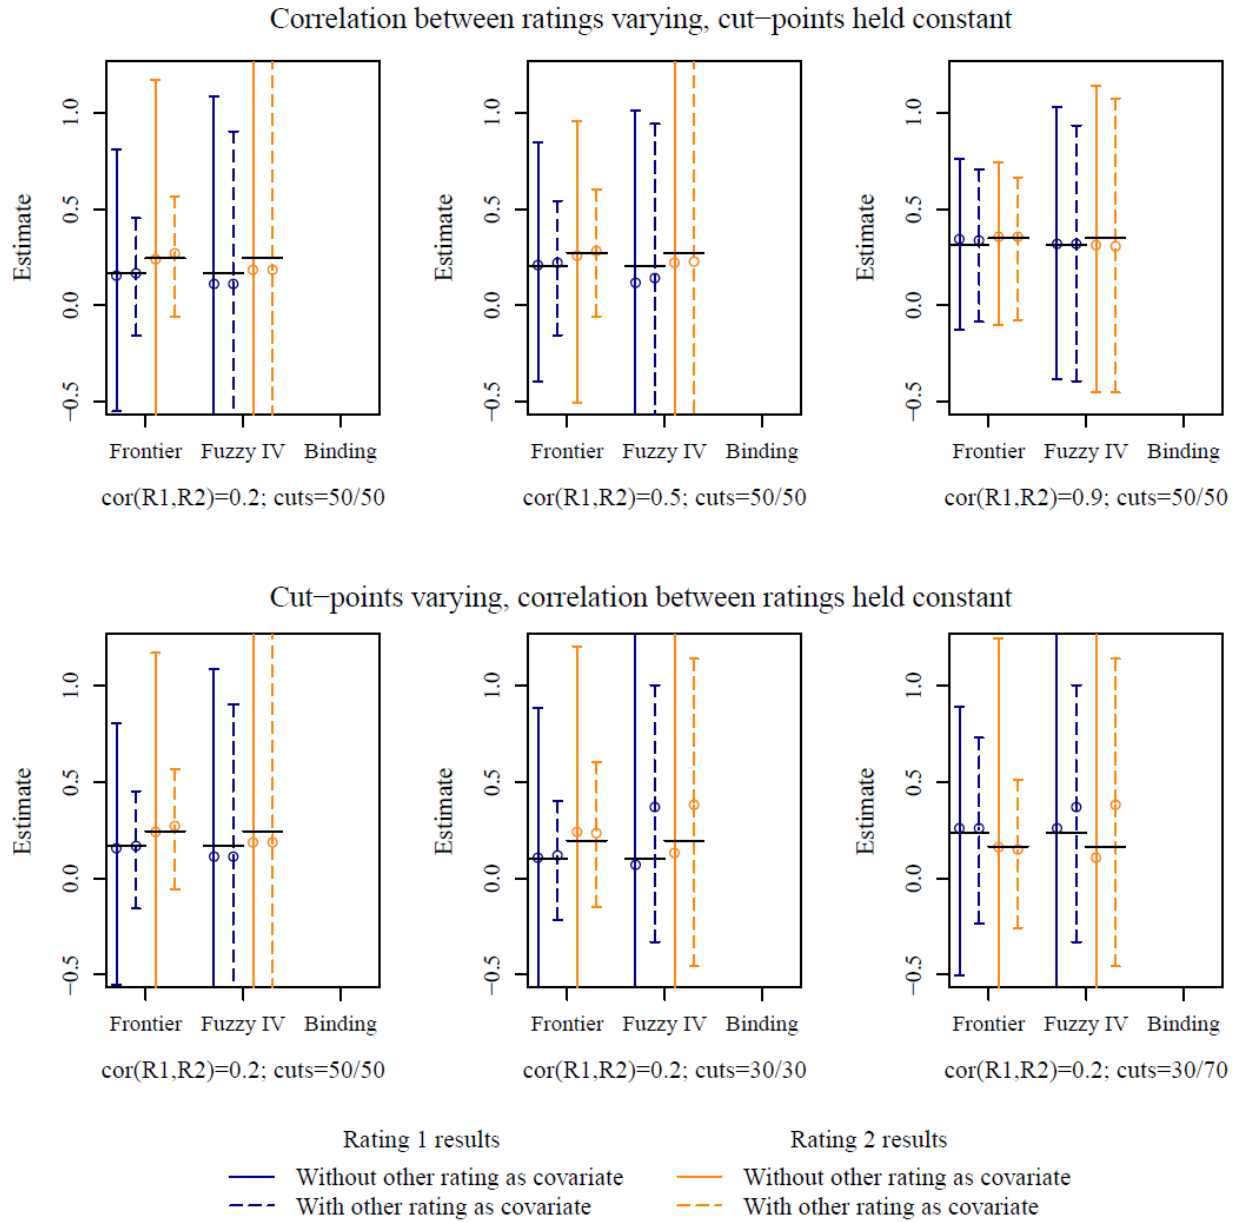 Correlation between ratings varying, cut−points held constant
Estimate
1.0
0.5
0.0
−0.5
Frontier Fuzzy IV Binding
cor(R1,R2)=0.2; cuts=50/50
Estimate
1.0
0.5
0.0
−0.5
Frontier Fuzzy IV Binding
cor(R1,R2)=0.5; cuts=50/50
Estimate
1.0
0.5
0.0
−0.5
Frontier Fuzzy IV Binding
cor(R1,R2)=0.9; cuts=50/50
Cut−points varying, correlation between ratings held constant
Estimate
1.0
0.5
0.0
−0.5
Frontier Fuzzy IV Binding
cor(R1,R2)=0.2; cuts=50/50
Estimate
1.0
0.5
0.0
−0.5
Frontier Fuzzy IV Binding
cor(R1,R2)=0.2; cuts=30/30
Estimate
1.0
0.5
0.0
−0.5
Frontier Fuzzy IV Binding
cor(R1,R2)=0.2; cuts=30/70
Rating 1 results
Without other rating as covariate
With other rating as covariate
Rating 2 results
Without other rating as covariate
With other rating as covariate